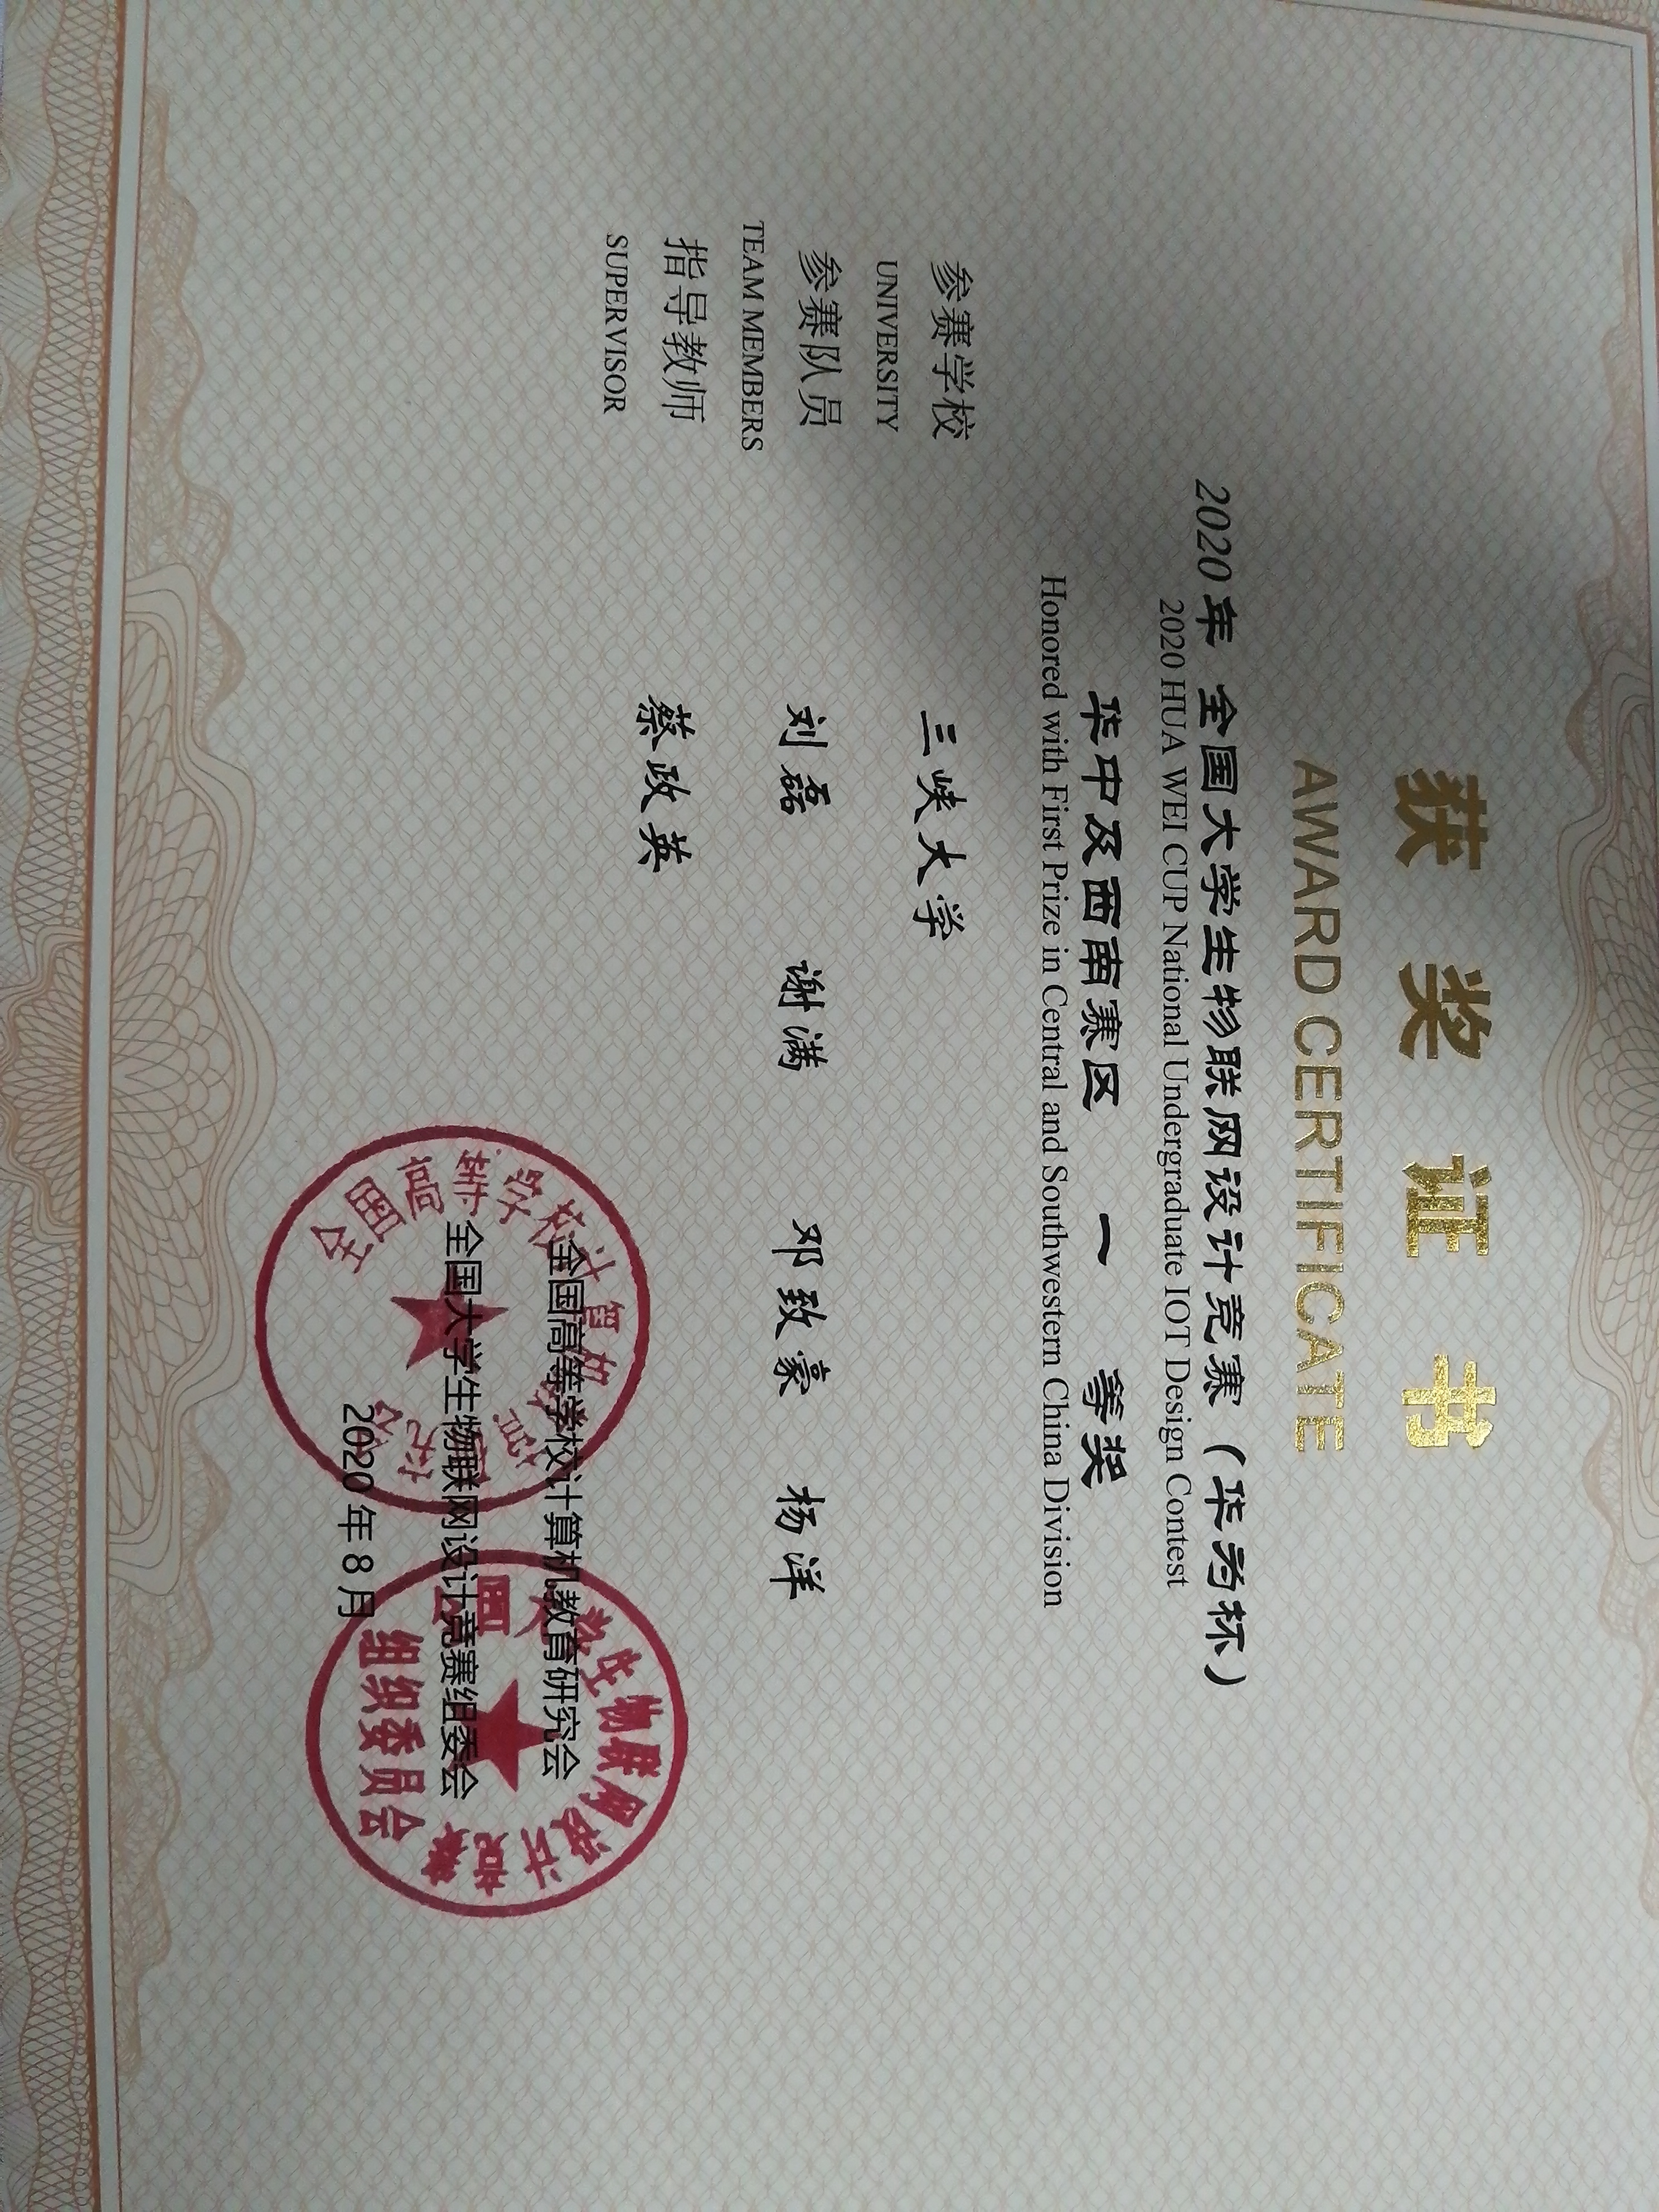 获奖证书
AWARD CERTIFICATE
2020年 全国大学生物联网设计竞赛（华为杯）
2020 HUA WEI CUP National Undergraduate IOT Design Contest
华中及西南赛区 一 等奖
Honored with First Prize in Central and Southwestern China Division
参赛学校 三峡大学
UNIVERSITY
参赛队员 刘磊 谢满 邓致豪 杨洋
TEAM MEMBERS
指导教师 蔡政英
SUPERVISOR
全国高等学校计算机教育研究会
全国大学生物联网设计竞赛组委会
2020年8月
全国高等学校计算机教育研究会
全国大学生物联网设计竞赛
组织委员会